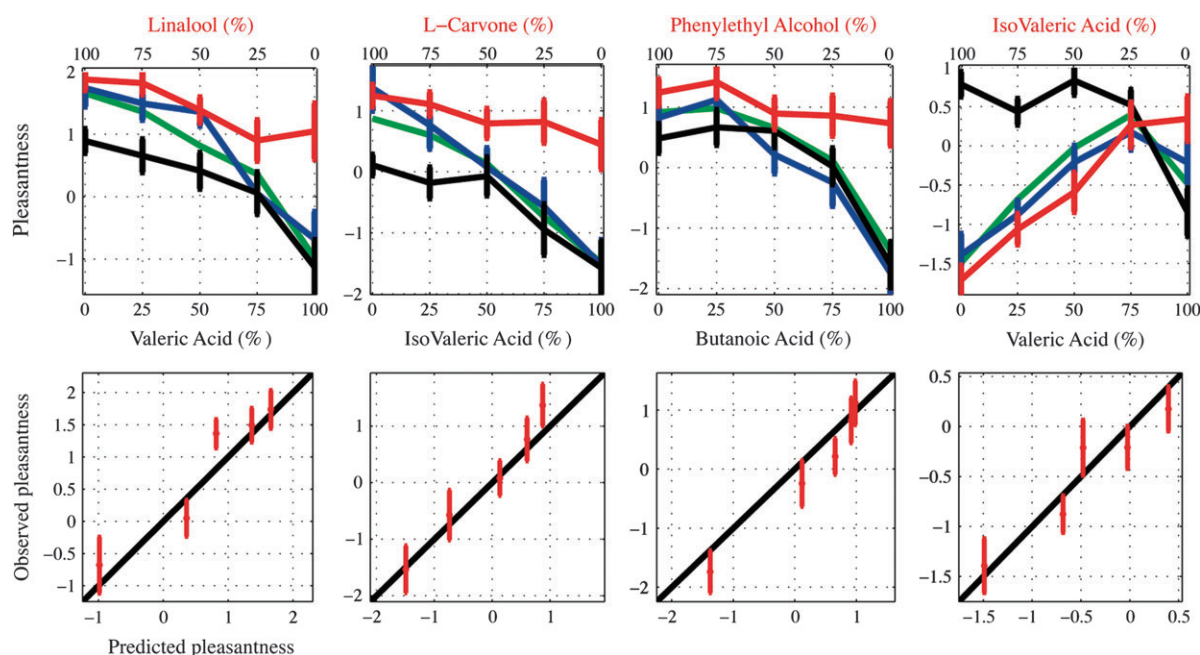 Linalool (%)
100 75 50 25 0
2
1
0
−1
0 25 50 75 100
Valeric Acid (%)
Pleasantness
L−Carvone (%)
100 75 50 25 0
2
1
0
−1
−2
0 25 50 75 100
IsoValeric Acid (%)
Phenylethyl Alcohol (%)
100 75 50 25 0
1
1
0
−1
−2
0 25 50 75 100
Butanoic Acid (%)
IsoValeric Acid (%)
100 75 50 25 0
1
0.5
0
−0.5
−1
−1.5
0 25 50 75 100
Valeric Acid (%)
Observed pleasantness
2
1.5
1
0.5
0
−0.5
−1
−1 0 1 2
Predicted pleasantness
2
1
0
−1
−2
−2 −1 0 1
1
0
−1
−2
−2 −1 0 1
0.5
0
−0.5
−1
−1.5
−1.5 −1 −0.5 0 0.5